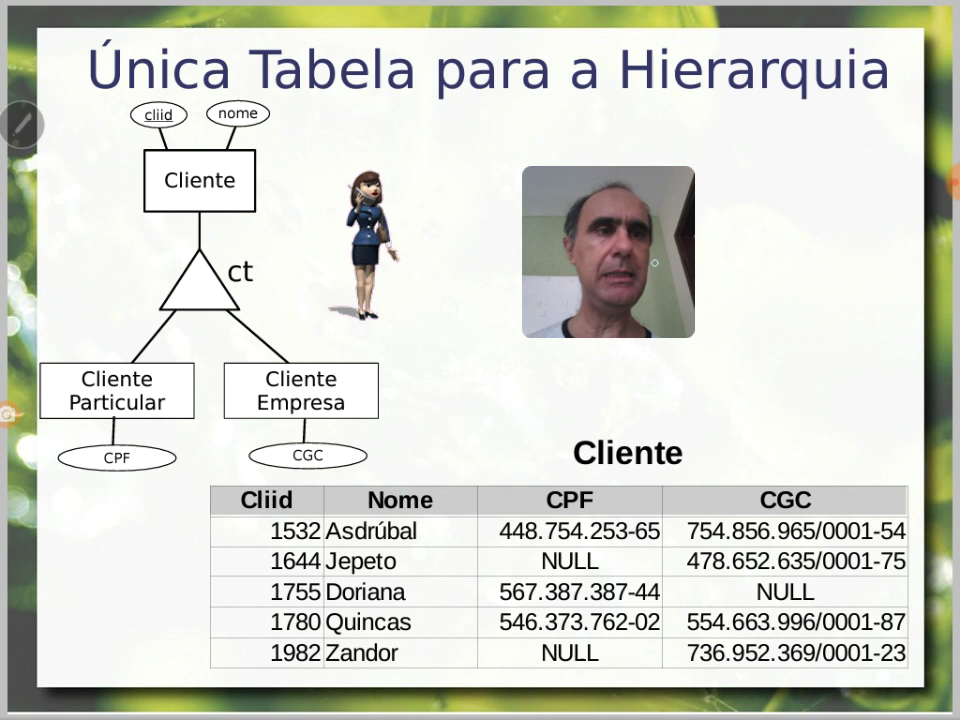 Única Tabela para a Hierarquia
cliid
nome
Cliente
ct
Cliente
Particular
Cliente
Empresa
CPF
CGC
Cliente
Cliid Nome CPF CGC
1532 Asdrúbal 448.754.253-65 754.856.965/0001-54
1644 Jepeto NULL 478.652.635/0001-75
1755 Doriana 567.387.387-44 NULL
1780 Quincas 546.373.762-02 554.663.996/0001-87
1982 Zandor NULL 736.952.369/0001-23